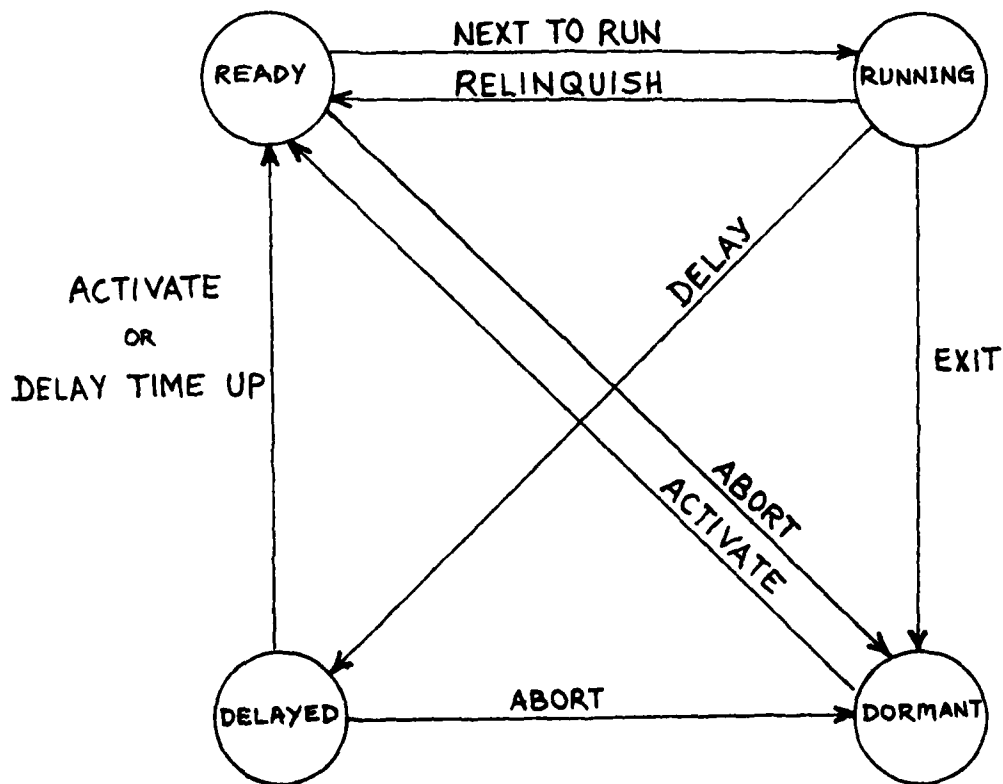 NEXT TO RUN
READY
RUNNING
RELINQUISH
DELAY
ACTIVATE
OR
DELAY TIME UP
EXIT
ABORT
ACTIVATE
ABORT
DELAYED
DORMANT